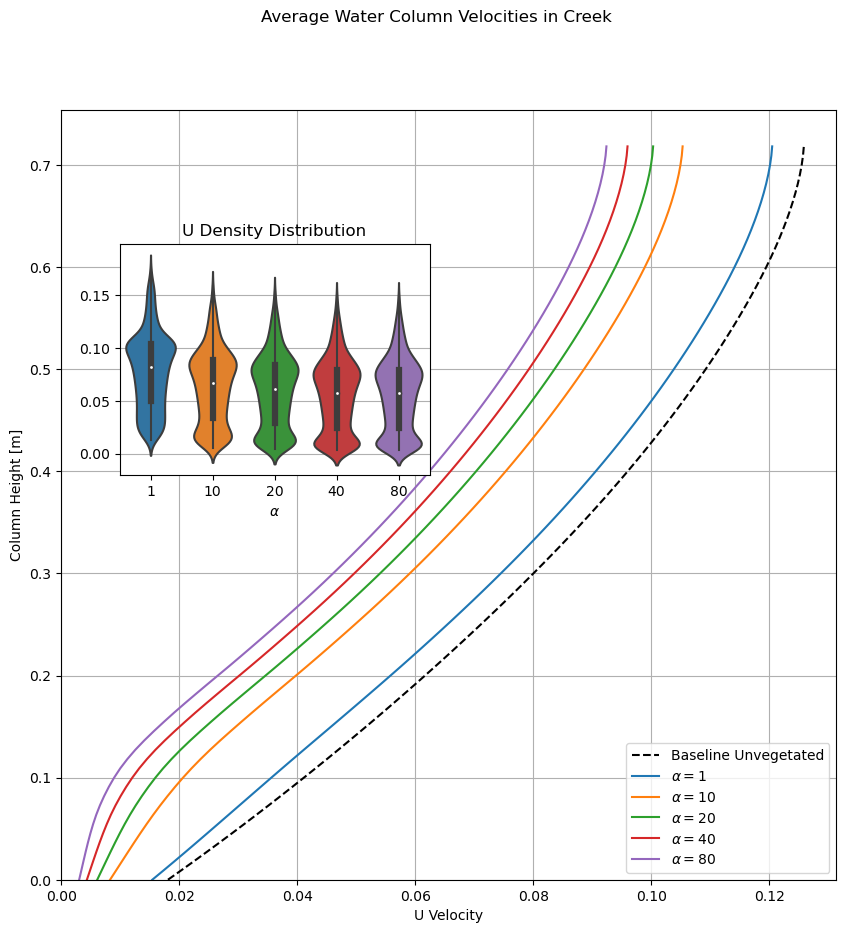 Average Water Column Velocities in Creek
0.7
0.6
0.5
0.4
0.3
0.2
0.1
0.0
Column Height [m]
U Density Distribution
0.15
0.10
0.05
0.00
1 10 20 40 80
α
Baseline Unvegetated
α = 1
α = 10
α = 20
α = 40
α = 80
0.00 0.02 0.04 0.06 0.08 0.10 0.12
U Velocity